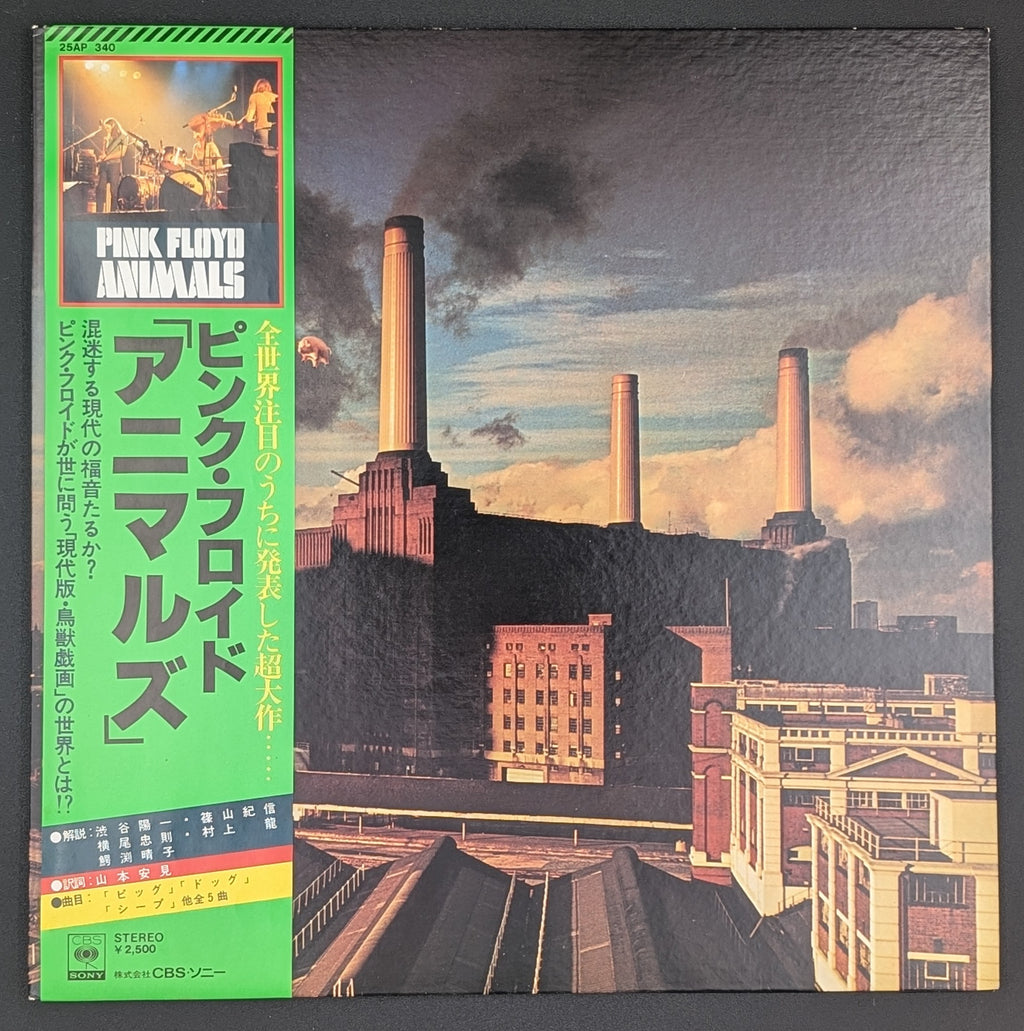 25AP 340
PINK FLOYD
ANIMALS
全世界注目のうちに発表した超大作……
ピンク・フロイド
「アニマルズ」
混迷する現代の福音たるか?
ピンク・フロイドが世に問う「現代版・鳥獣戯画」の世界とは!?
●解説:渋谷陽一・篠山紀信
横尾忠則・村上龍
鰐渕晴子
●訳詞:山本安見
●曲目:「ピッグ」「ドッグ」
「シープ」他全5曲
CBS
SONY
STEREO
¥2,500
株式会社CBS・ソニー